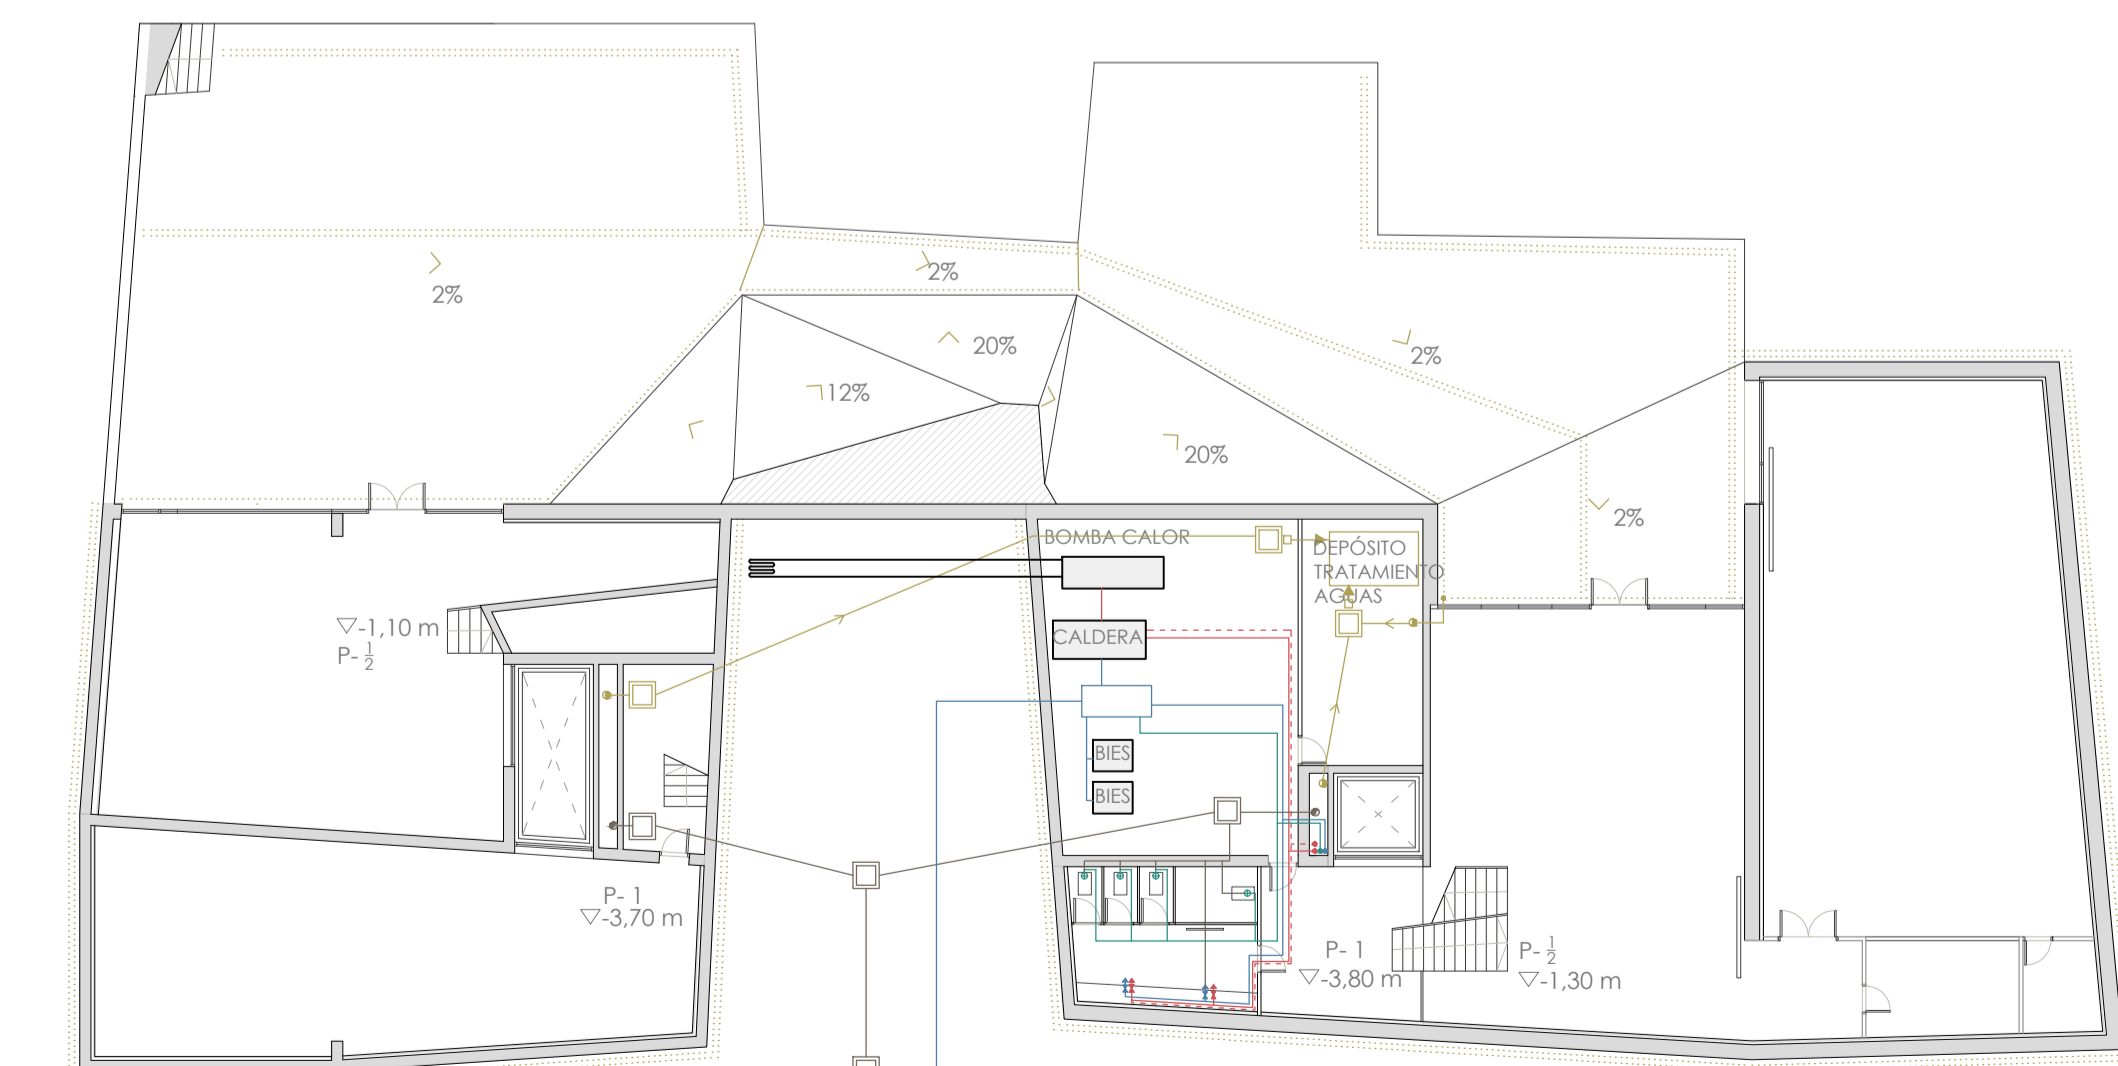 2%
2%
20%
2%
12%
20%
2%
BOMBA CALOR
DEPÓSITO
TRATAMIENTO
AGUAS
-1,10 m
P- 1/2
CALDERA
BIES
BIES
P- 1
-3,70 m
P- 1
-3,80 m
P- 1/2
-1,30 m